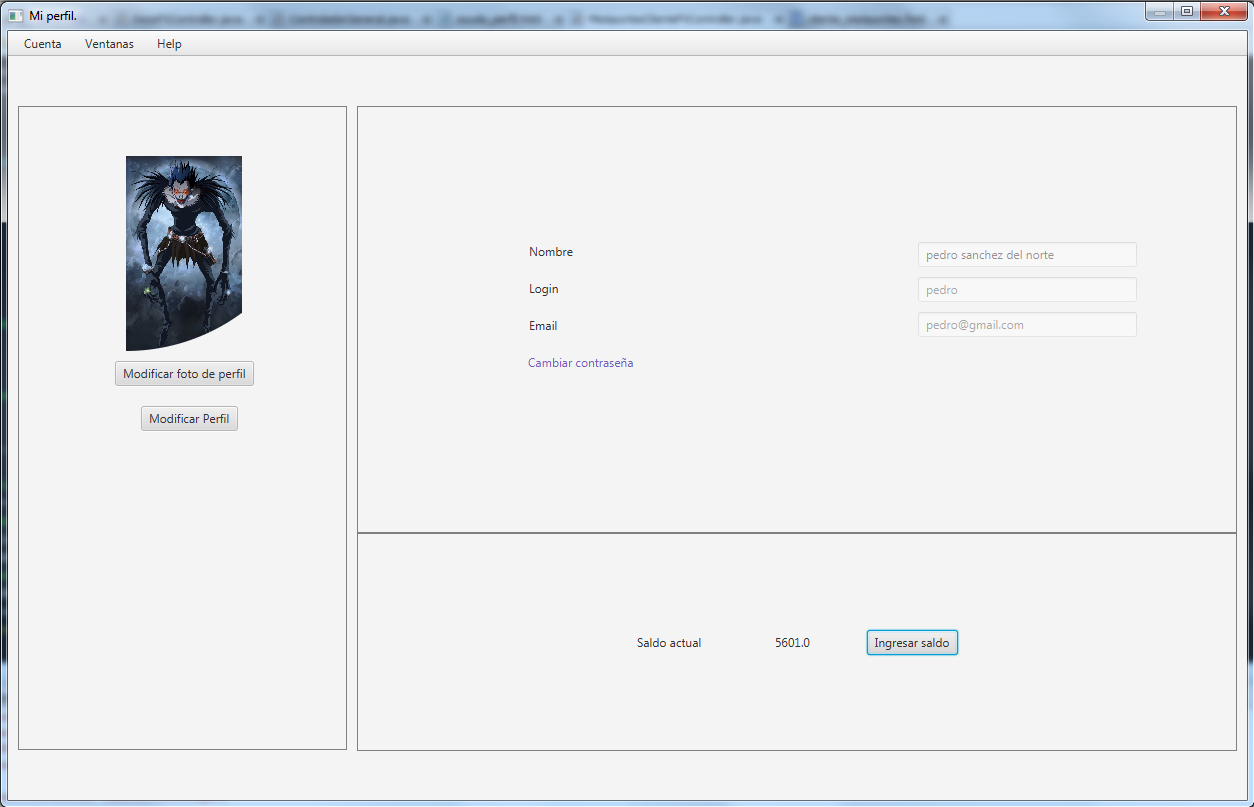 Mi perfil.
Cuenta Ventanas Help
Modificar foto de perfil
Modificar Perfil
Nombre pedro sanchez del norte
Login pedro
Email pedro@gmail.com
Cambiar contraseña
Saldo actual 5601.0 Ingresar saldo